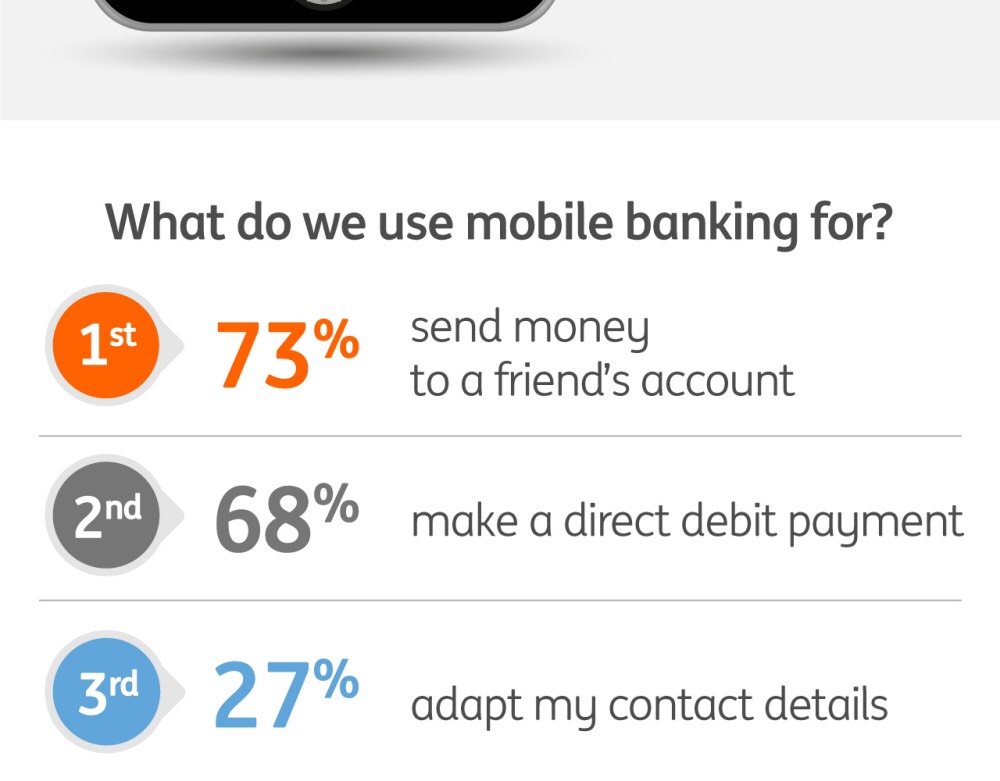 What do we use mobile banking for?
1st 73% send money
to a friend’s account
2nd 68% make a direct debit payment
3rd 27% adapt my contact details